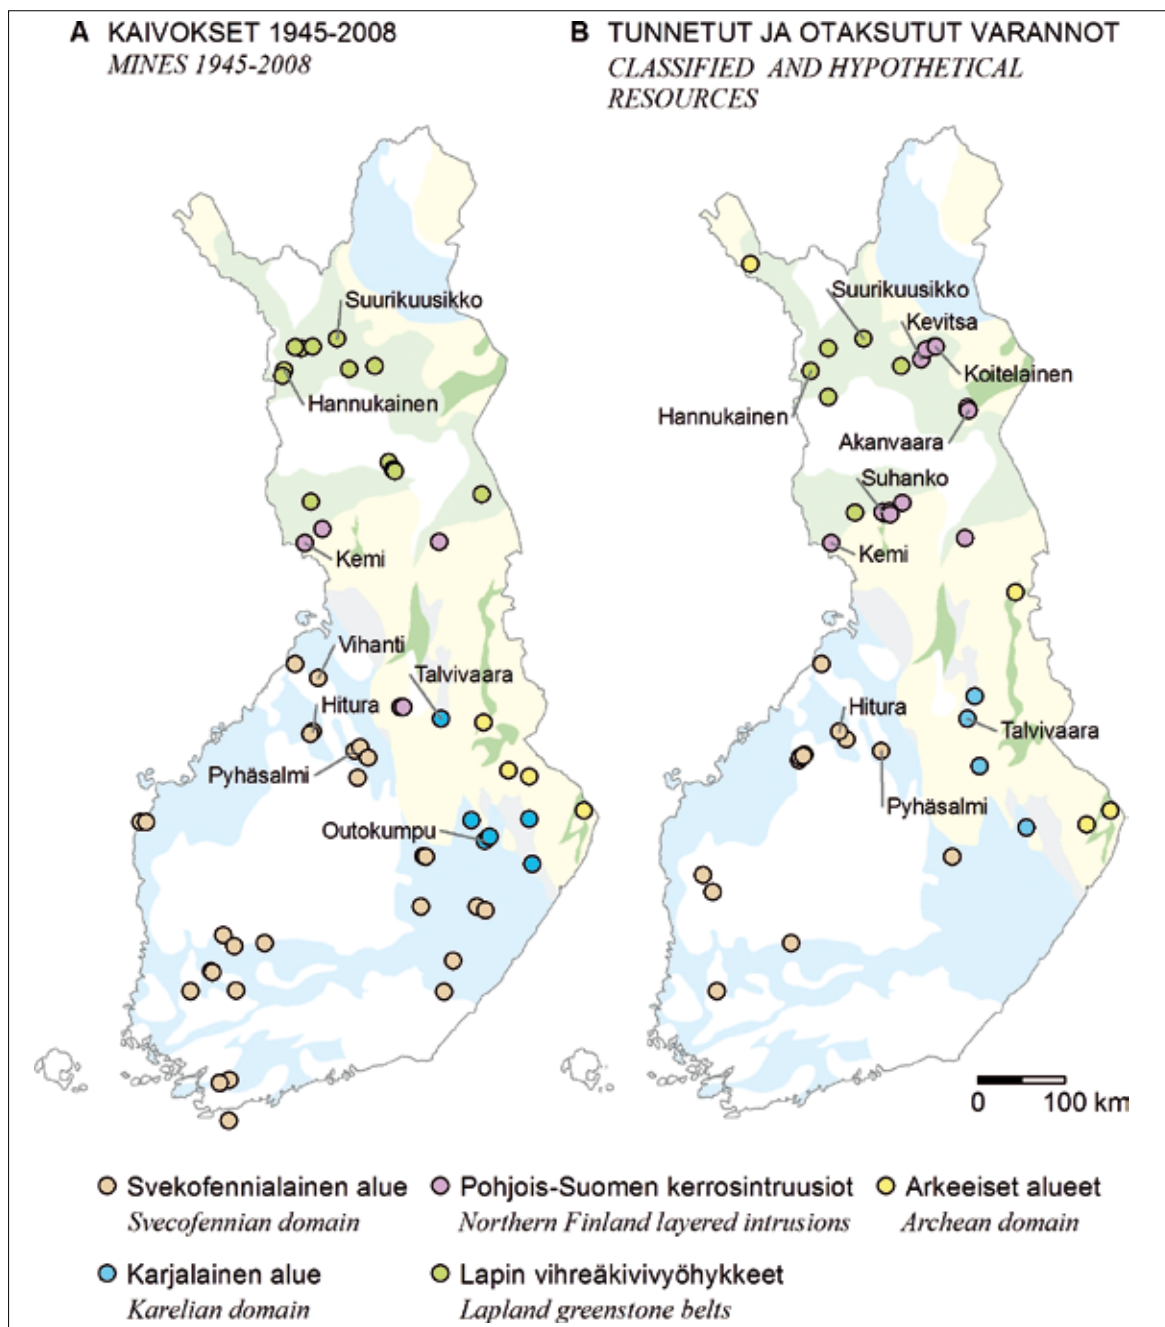 A KAIVOKSET 1945-2008
MINES 1945-2008
B TUNNETUT JA OTAKSUTUT VARANNOT
CLASSIFIED AND HYPOTHETICAL
RESOURCES
Suurikuusikko
Hannukainen
Kemi
Vihanti
Talvivaara
Hitura
Pyhäsalmi
Outokumpu
Suurikuusikko
Kevitsa
Koitelainen
Hannukainen
Akanvaara
Suhanko
Kemi
Hitura
Talvivaara
Pyhäsalmi
0 100 km
Svekofennialainen alue
Svecofennian domain
Pohjois-Suomen kerrosintruusiot
Northern Finland layered intrusions
Arkeeiset alueet
Archean domain
Karjalainen alue
Karelian domain
Lapin vihreäkivivyöhykkeet
Lapland greenstone belts